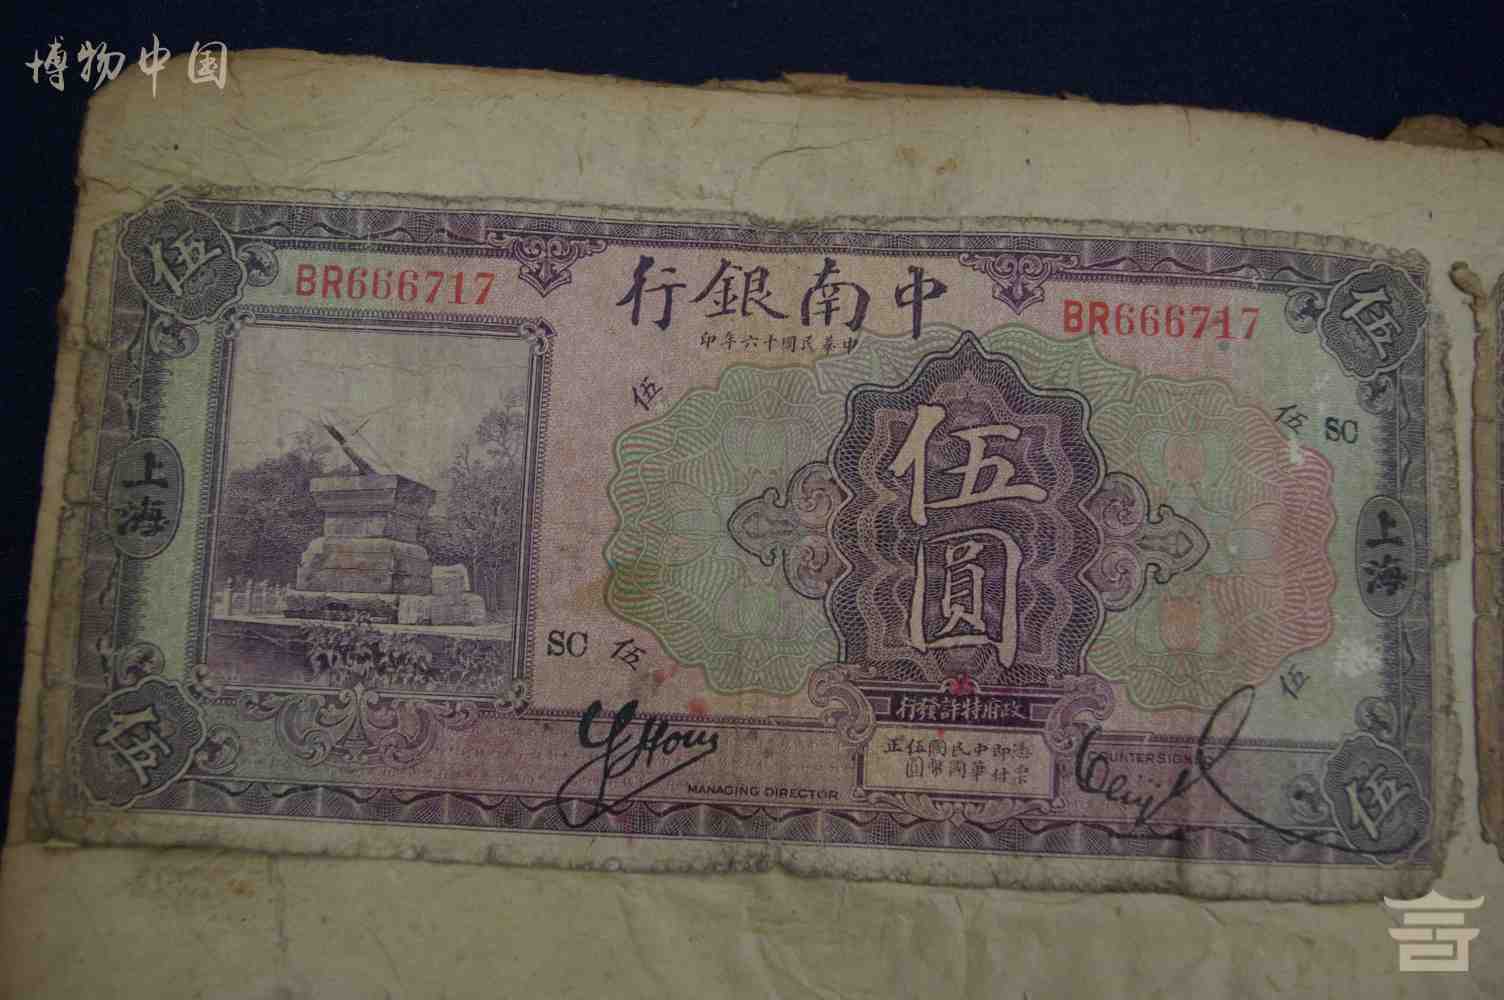 博物中国
伍
BR666717
中南銀行
BR666717
伍
中華民國十六年印
伍
伍
SC
上海
伍圓
上海
SC
伍
伍
政府特許發行
憑票即付中華民國國幣伍圓正
MANAGING DIRECTOR
伍
伍